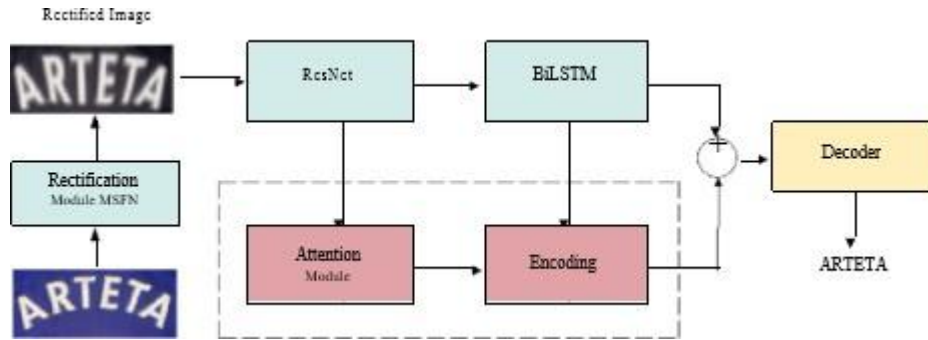 Rectified Image
ARTETA
ResNet
BiLSTM
Rectification
Module MSFN
Decoder
Attention
Module
Encoding
ARTETA
ARTETA